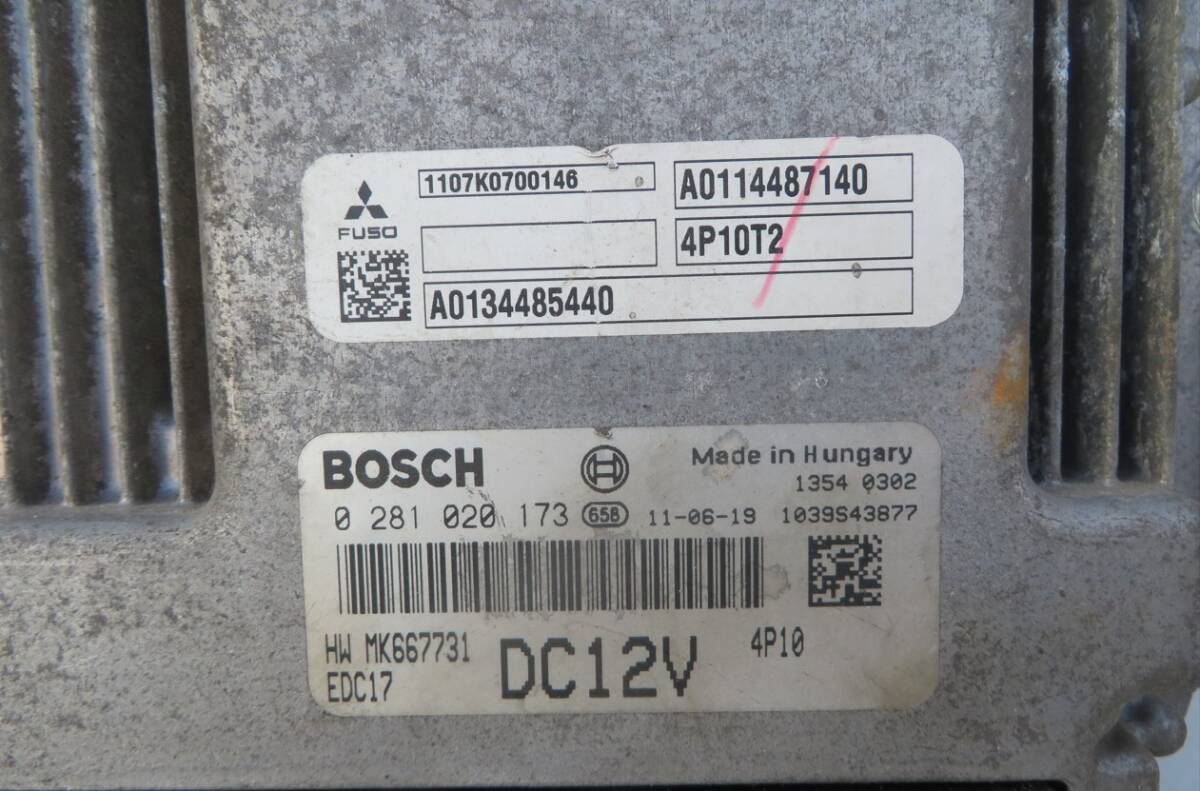 1107K0700146
A0114487140
FUSO
4P10T2
A0134485440
BOSCH
Made in Hungary
1354 0302
0 281 020 173 65B 11-06-19 1039S43877
HW MK667731
DC12V
4P10
EDC17